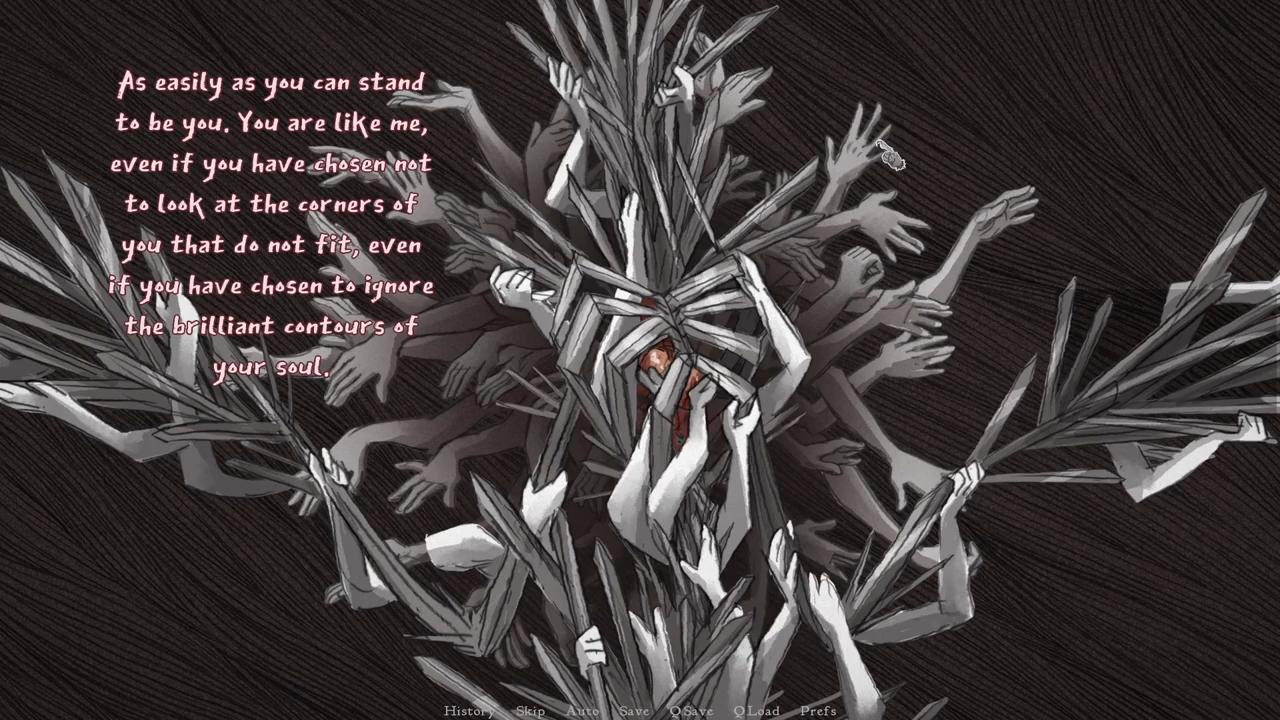 As easily as you can stand
to be you. You are like me,
even if you have chosen not
to look at the corners of
you that do not fit, even
if you have chosen to ignore
the brilliant contours of
your soul.
History Skip Auto Save Q.Save Q.Load Prefs